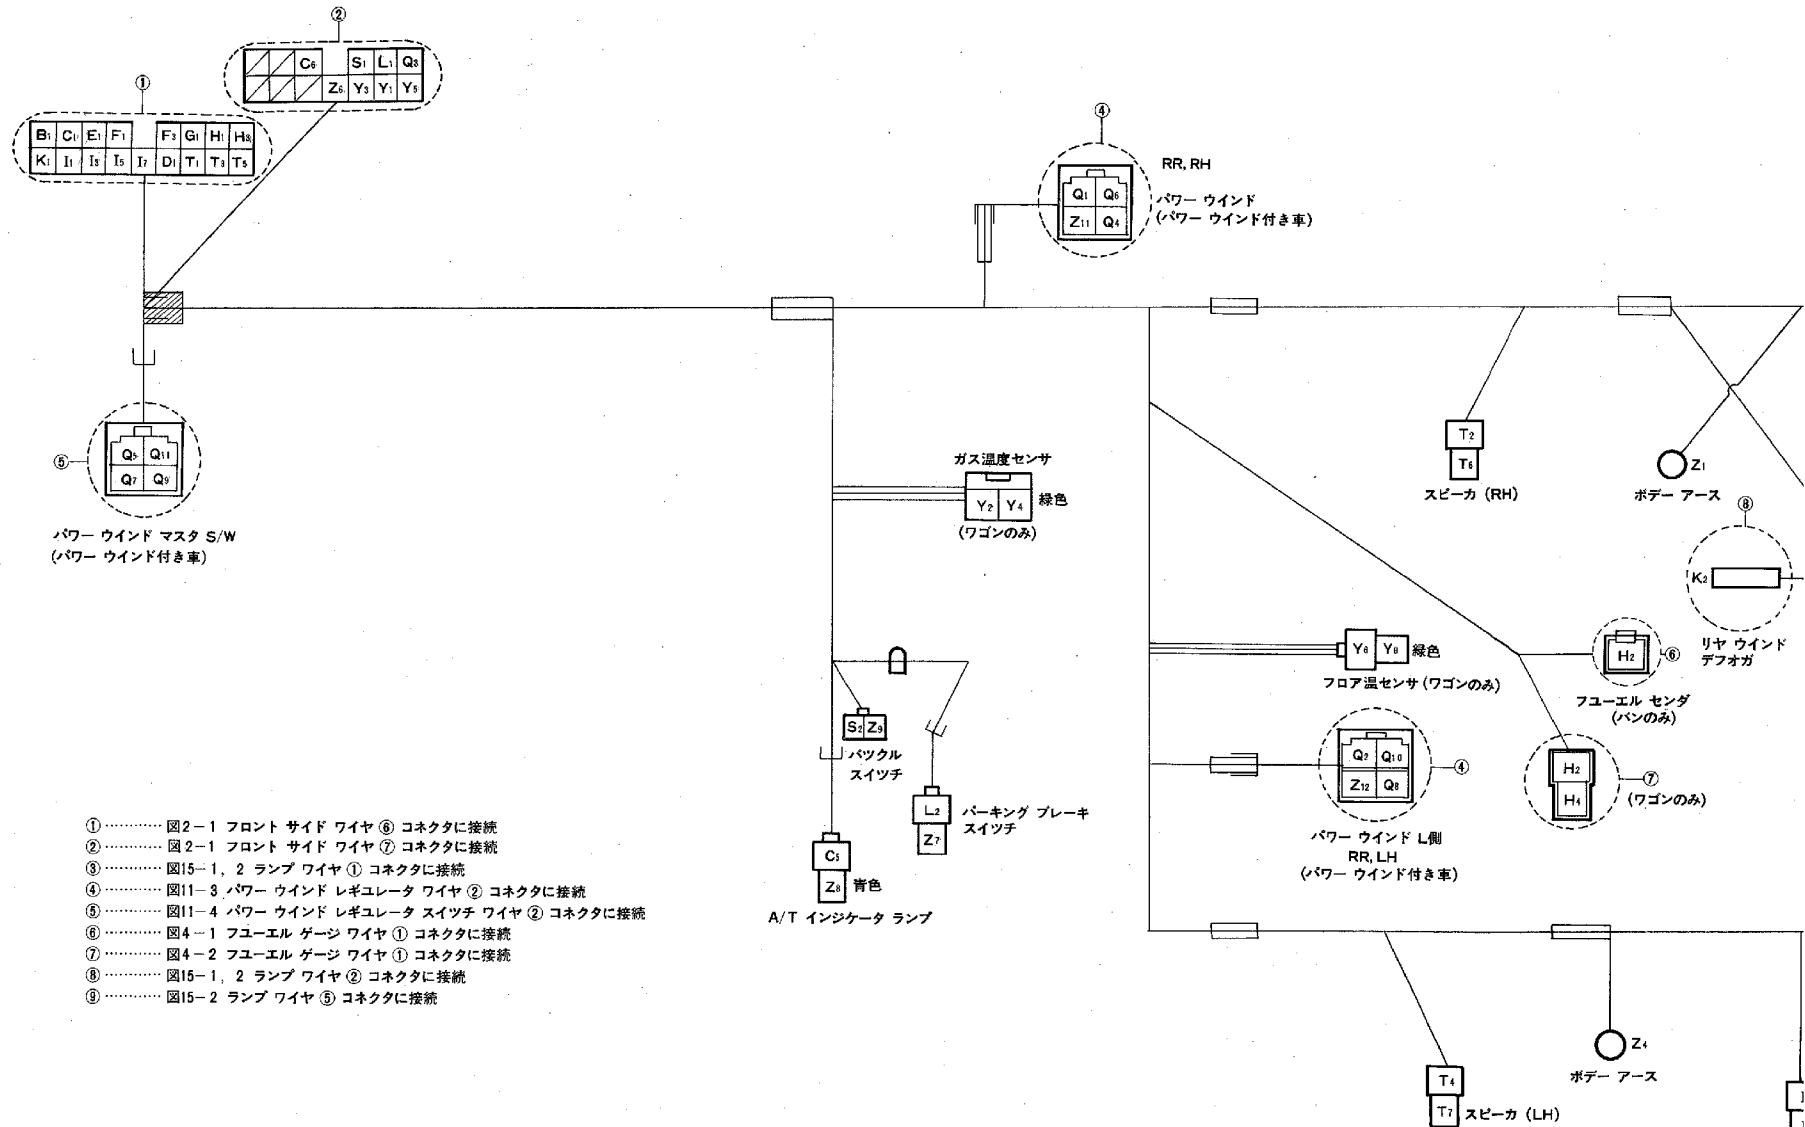 ②
C₆ S₁ L₁ Q₃
Z₆ Y₃ Y₁ Y₅
①
B₁ C₁ E₁ F₁ F₃ G₁ H₁ H₃
K₁ I₁ I₃ I₅ I₇ D₁ T₁ T₃ T₅
④
RR, RH
Q₁ Q₆
Z₁₁ Q₄
パワー ウインド
(パワー ウインド付き車)
⑤
Q₅ Q₁₁
Q₇ Q₉
パワー ウインド マスタ S/W
(パワー ウインド付き車)
ガス温度センサ
Y₂ Y₄
緑色
(ワゴンのみ)
T₂
T₆
スピーカ (RH)
Z₁
ボデー アース
⑧
K₂
リヤ ウインド
デフオガ
Y₆ Y₈
緑色
フロア温センサ (ワゴンのみ)
H₂
⑥
フユーエル センダ
(バンのみ)
S₂ Z₉
バツクル
スイツチ
L₂
Z₇
パーキング ブレーキ
スイツチ
Q₂ Q₁₀
Z₁₂ Q₈
④
パワー ウインド L側
RR, LH
(パワー ウインド付き車)
H₂
H₄
⑦
(ワゴンのみ)
C₅
Z₈
青色
A/T インジケータ ランプ
①………… 図2−1 フロント サイド ワイヤ ⑥ コネクタに接続
②………… 図2−1 フロント サイド ワイヤ ⑦ コネクタに接続
③………… 図15−1, 2 ランプ ワイヤ ① コネクタに接続
④………… 図11−3 パワー ウインド レギユレータ ワイヤ ② コネクタに接続
⑤………… 図11−4 パワー ウインド レギユレータ スイツチ ワイヤ ② コネクタに接続
⑥………… 図4−1 フユーエル ゲージ ワイヤ ① コネクタに接続
⑦………… 図4−2 フユーエル ゲージ ワイヤ ① コネクタに接続
⑧………… 図15−1, 2 ランプ ワイヤ ② コネクタに接続
⑨………… 図15−2 ランプ ワイヤ ⑤ コネクタに接続
Z₄
ボデー アース
T₄
T₇
スピーカ (LH)